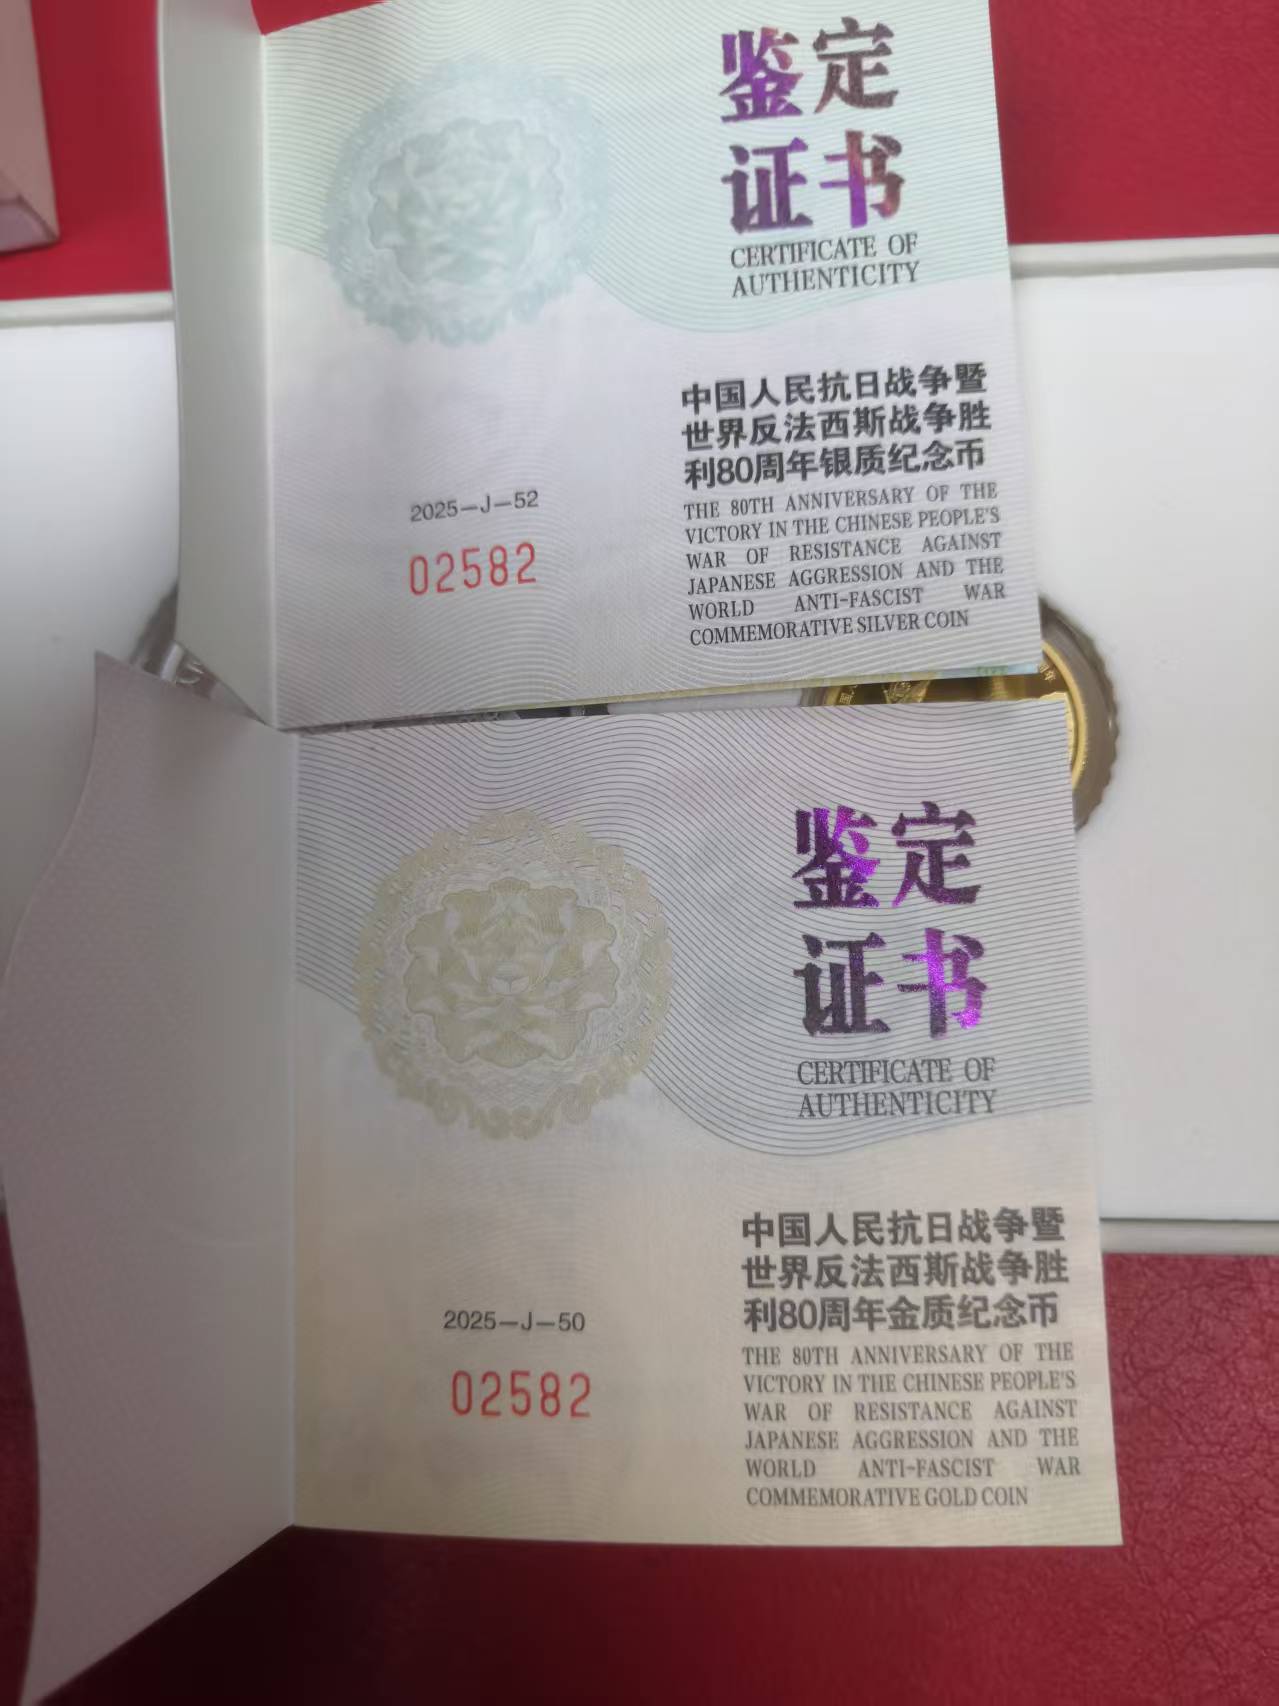 鉴定
证书
CERTIFICATE OF
AUTHENTICITY
中国人民抗日战争暨
世界反法西斯战争胜
利80周年银质纪念币
THE 80TH ANNIVERSARY OF THE
VICTORY IN THE CHINESE PEOPLE'S
WAR OF RESISTANCE AGAINST
JAPANESE AGGRESSION AND THE
WORLD ANTI-FASCIST WAR
COMMEMORATIVE SILVER COIN
2025-J-52
02582
鉴定
证书
CERTIFICATE OF
AUTHENTICITY
中国人民抗日战争暨
世界反法西斯战争胜
利80周年金质纪念币
THE 80TH ANNIVERSARY OF THE
VICTORY IN THE CHINESE PEOPLE'S
WAR OF RESISTANCE AGAINST
JAPANESE AGGRESSION AND THE
WORLD ANTI-FASCIST WAR
COMMEMORATIVE GOLD COIN
2025-J-50
02582